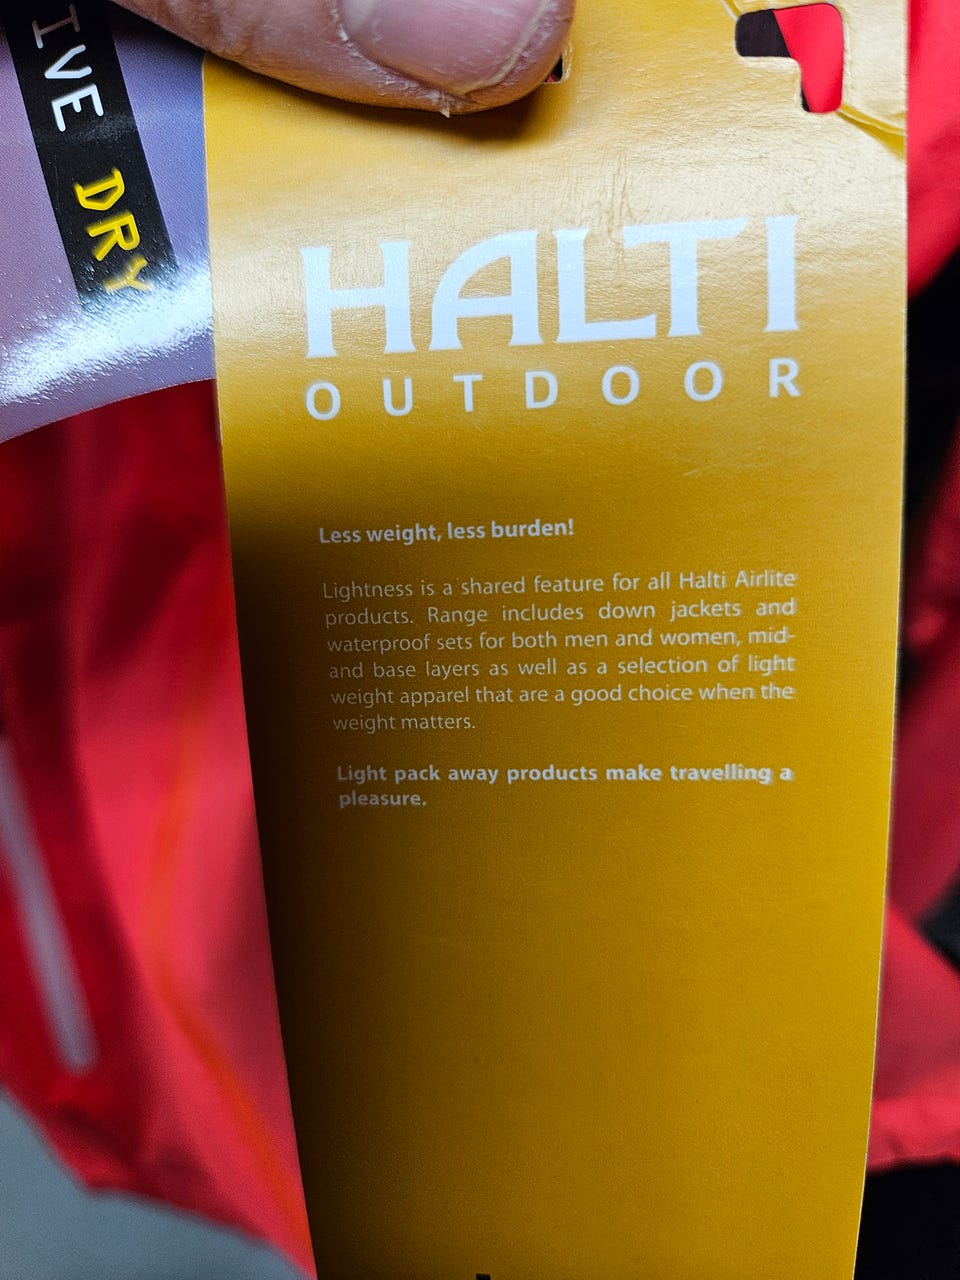 IVE DRY
HALTI
OUTDOOR
Less weight, less burden!
Lightness is a shared feature for all Halti Airlite
products. Range includes down jackets and
waterproof sets for both men and women, mid-
and base layers as well as a selection of light
weight apparel that are a good choice when the
weight matters.
Light pack away products make travelling a
pleasure.